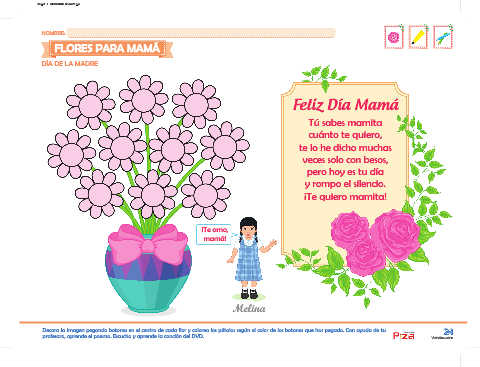 NOMBRE:
FLORES PARA MAMÁ
DÍA DE LA MADRE
Feliz Día Mamá
Tú sabes mamita
cuánto te quiero,
te lo he dicho muchas
veces solo con besos,
pero hoy es tu día
y rompo el silencio.
¡Te quiero mamita!
¡Te amo,
mamá!
Melina
Decora la imagen pegando botones en el centro de cada flor y colorea los pétalos según el color de los botones que has pegado. Con ayuda de tu
profesora, aprende el poema. Escucha y aprende la canción del DVD.